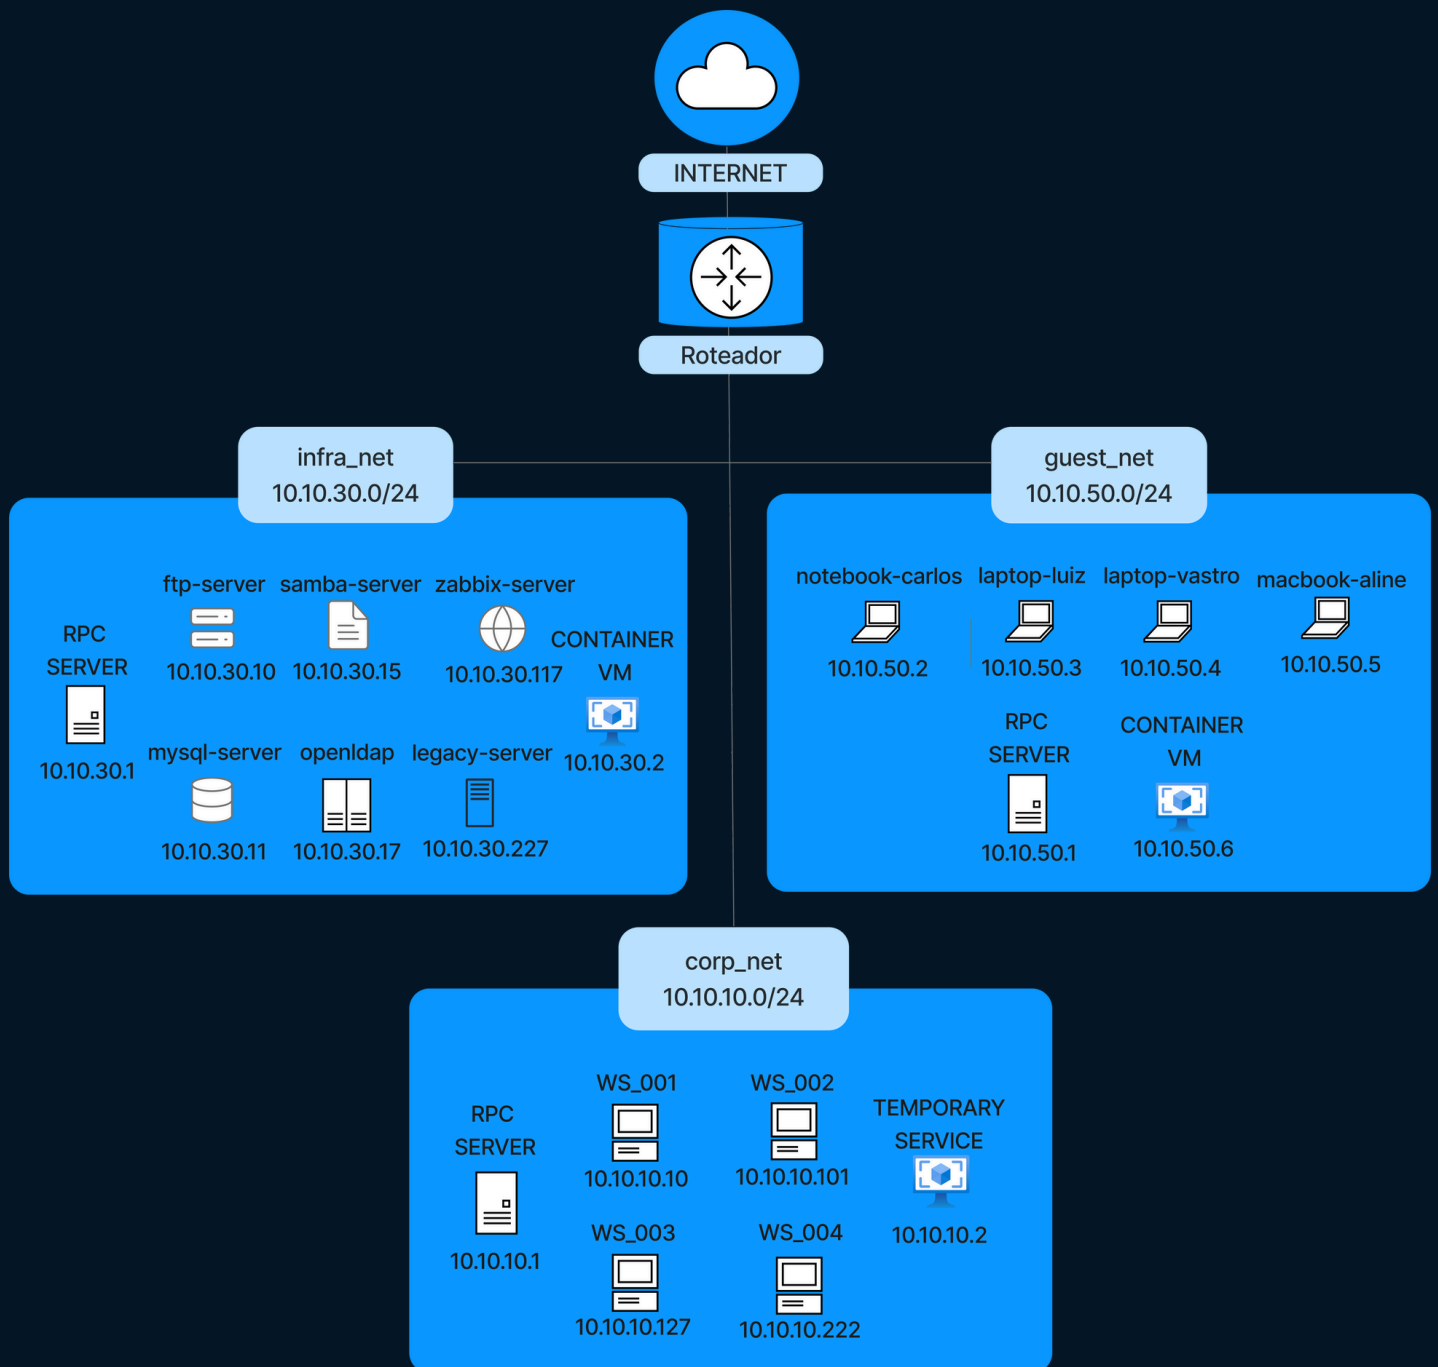 INTERNET
Roteador
infra_net
10.10.30.0/24
ftp-server
samba-server
zabbix-server
10.10.30.10
10.10.30.15
10.10.30.117
RPC
SERVER
10.10.30.1
CONTAINER
VM
10.10.30.2
mysql-server
openldap
legacy-server
10.10.30.11
10.10.30.17
10.10.30.227
guest_net
10.10.50.0/24
notebook-carlos
laptop-luiz
laptop-vastro
macbook-aline
10.10.50.2
10.10.50.3
10.10.50.4
10.10.50.5
RPC
SERVER
10.10.50.1
CONTAINER
VM
10.10.50.6
corp_net
10.10.10.0/24
RPC
SERVER
10.10.10.1
WS_001
10.10.10.10
WS_002
10.10.10.101
TEMPORARY
SERVICE
10.10.10.2
WS_003
10.10.10.127
WS_004
10.10.10.222